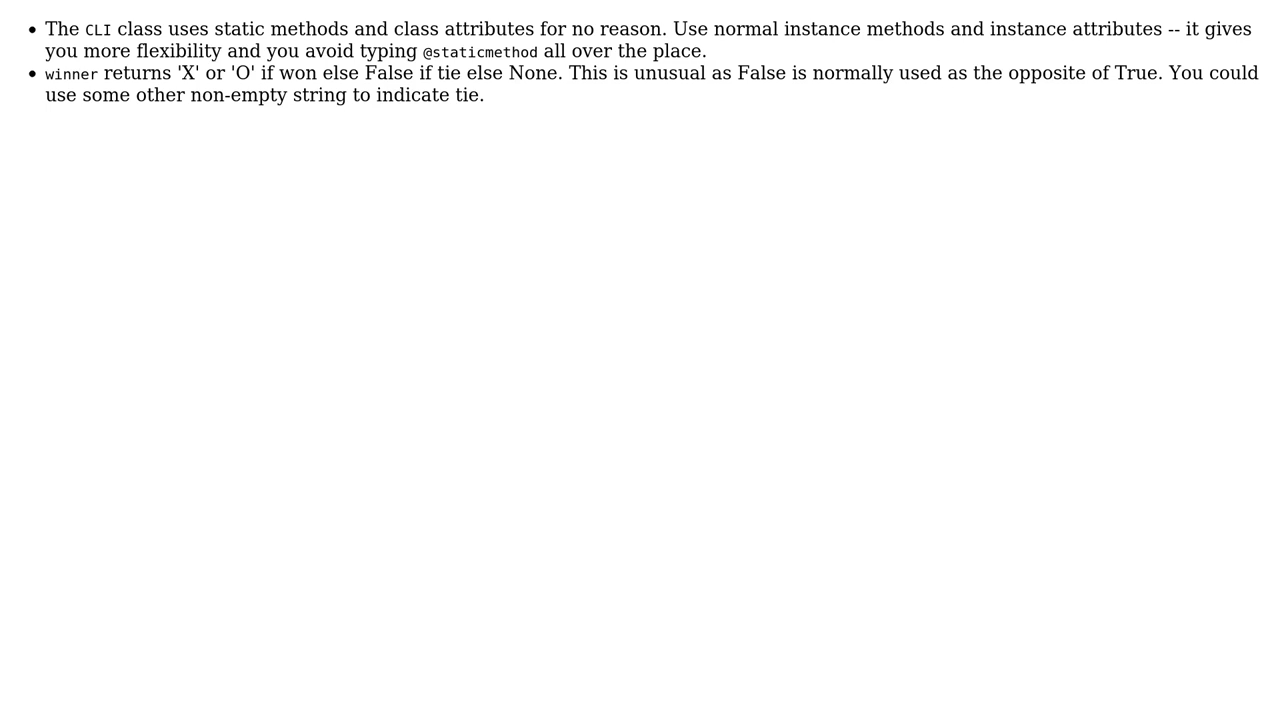 • The CLI class uses static methods and class attributes for no reason. Use normal instance methods and instance attributes -- it gives
you more flexibility and you avoid typing @staticmethod all over the place.
• winner returns 'X' or 'O' if won else False if tie else None. This is unusual as False is normally used as the opposite of True. You could
use some other non-empty string to indicate tie.